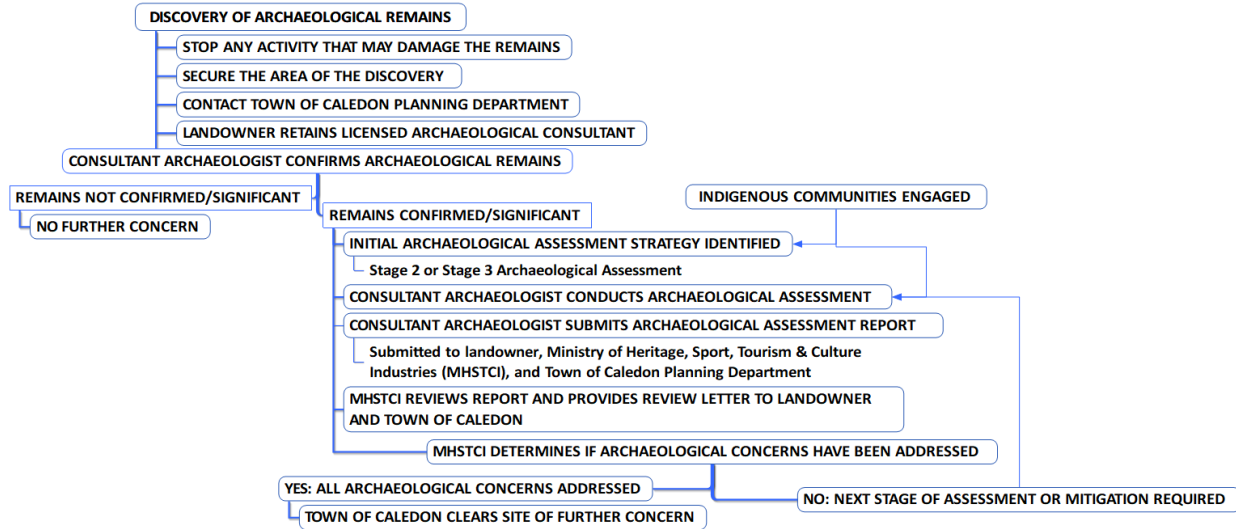 DISCOVERY OF ARCHAEOLOGICAL REMAINS
STOP ANY ACTIVITY THAT MAY DAMAGE THE REMAINS
SECURE THE AREA OF THE DISCOVERY
CONTACT TOWN OF CALEDON PLANNING DEPARTMENT
LANDOWNER RETAINS LICENSED ARCHAEOLOGICAL CONSULTANT
CONSULTANT ARCHAEOLOGIST CONFIRMS ARCHAEOLOGICAL REMAINS
REMAINS NOT CONFIRMED/SIGNIFICANT
NO FURTHER CONCERN
INDIGENOUS COMMUNITIES ENGAGED
REMAINS CONFIRMED/SIGNIFICANT
INITIAL ARCHAEOLOGICAL ASSESSMENT STRATEGY IDENTIFIED
Stage 2 or Stage 3 Archaeological Assessment
CONSULTANT ARCHAEOLOGIST CONDUCTS ARCHAEOLOGICAL ASSESSMENT
CONSULTANT ARCHAEOLOGIST SUBMITS ARCHAEOLOGICAL ASSESSMENT REPORT
Submitted to landowner, Ministry of Heritage, Sport, Tourism & Culture
Industries (MHSTCI), and Town of Caledon Planning Department
MHSTCI REVIEWS REPORT AND PROVIDES REVIEW LETTER TO LANDOWNER
AND TOWN OF CALEDON
MHSTCI DETERMINES IF ARCHAEOLOGICAL CONCERNS HAVE BEEN ADDRESSED
YES: ALL ARCHAEOLOGICAL CONCERNS ADDRESSED
TOWN OF CALEDON CLEARS SITE OF FURTHER CONCERN
NO: NEXT STAGE OF ASSESSMENT OR MITIGATION REQUIRED